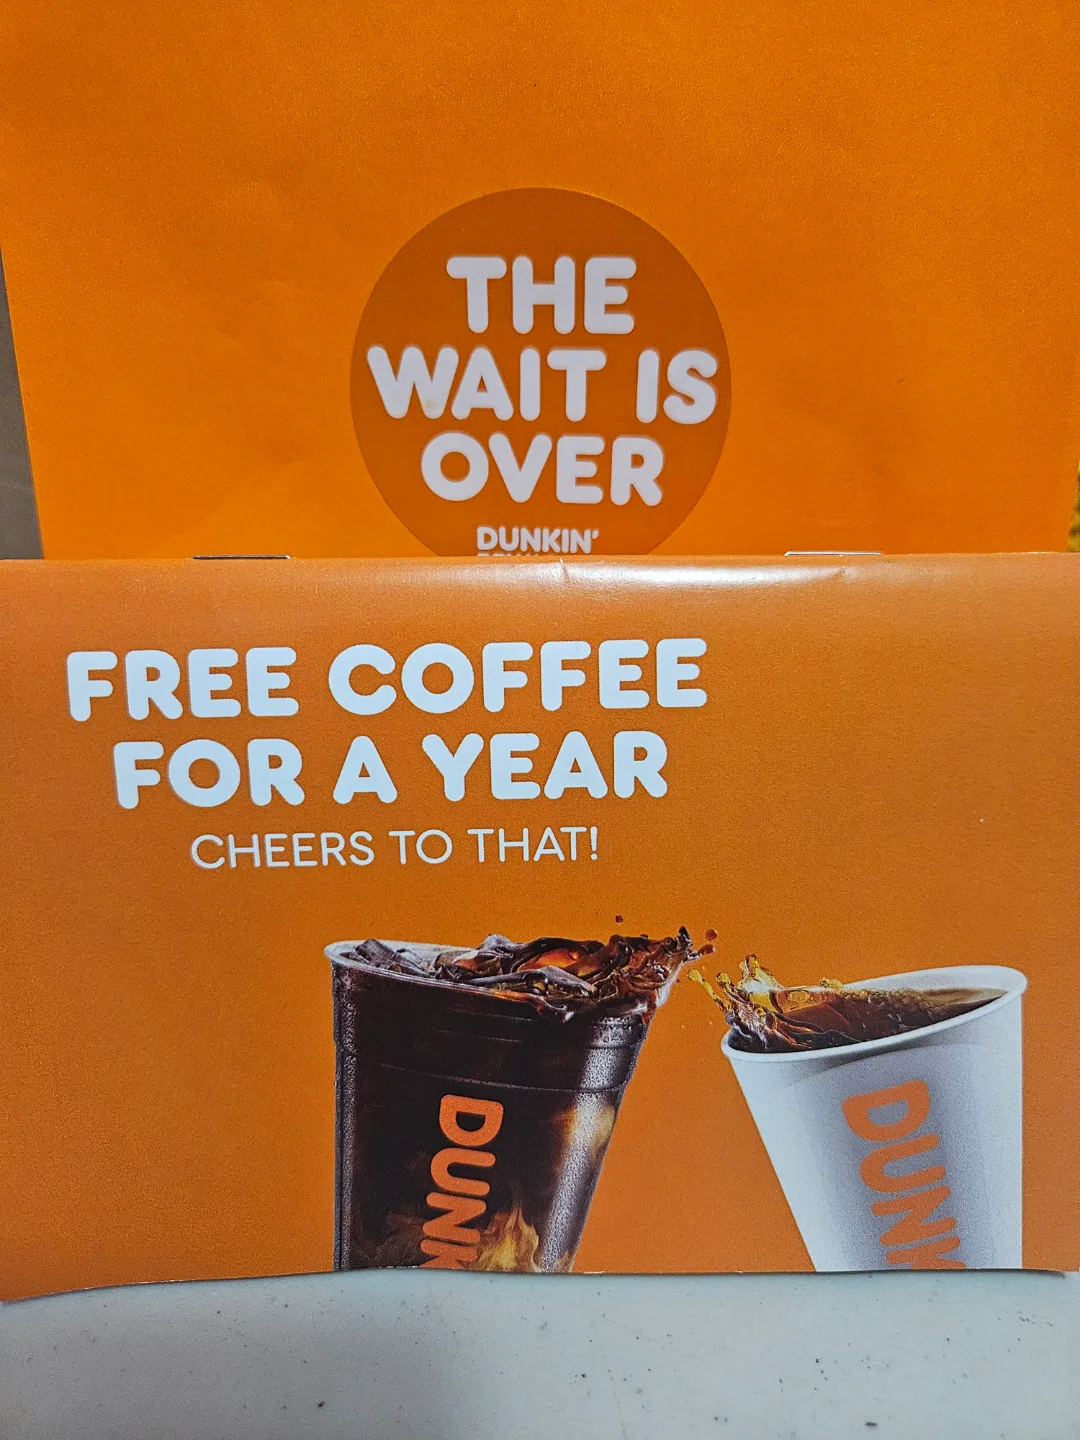 THE
WAIT IS
OVER
DUNKIN'
FREE COFFEE
FOR A YEAR
CHEERS TO THAT!
DUNK
DUNK